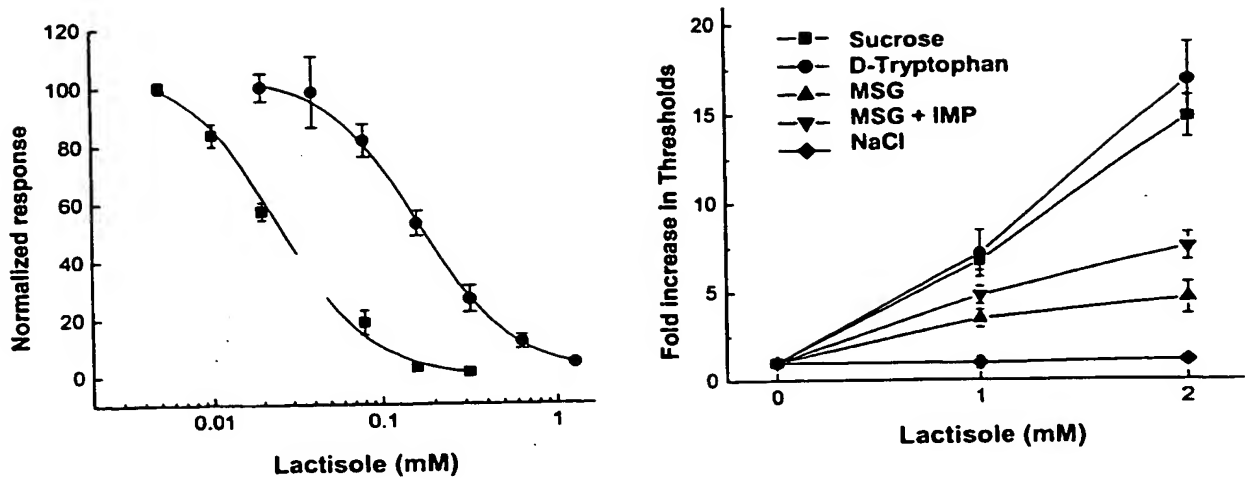 120
100
80
60
40
20
0
Normalized response
0.01 0.1 1
Lactisole (mM)
20
15
10
5
0
Fold increase in Thresholds
Sucrose
D-Tryptophan
MSG
MSG + IMP
NaCl
0 1 2
Lactisole (mM)